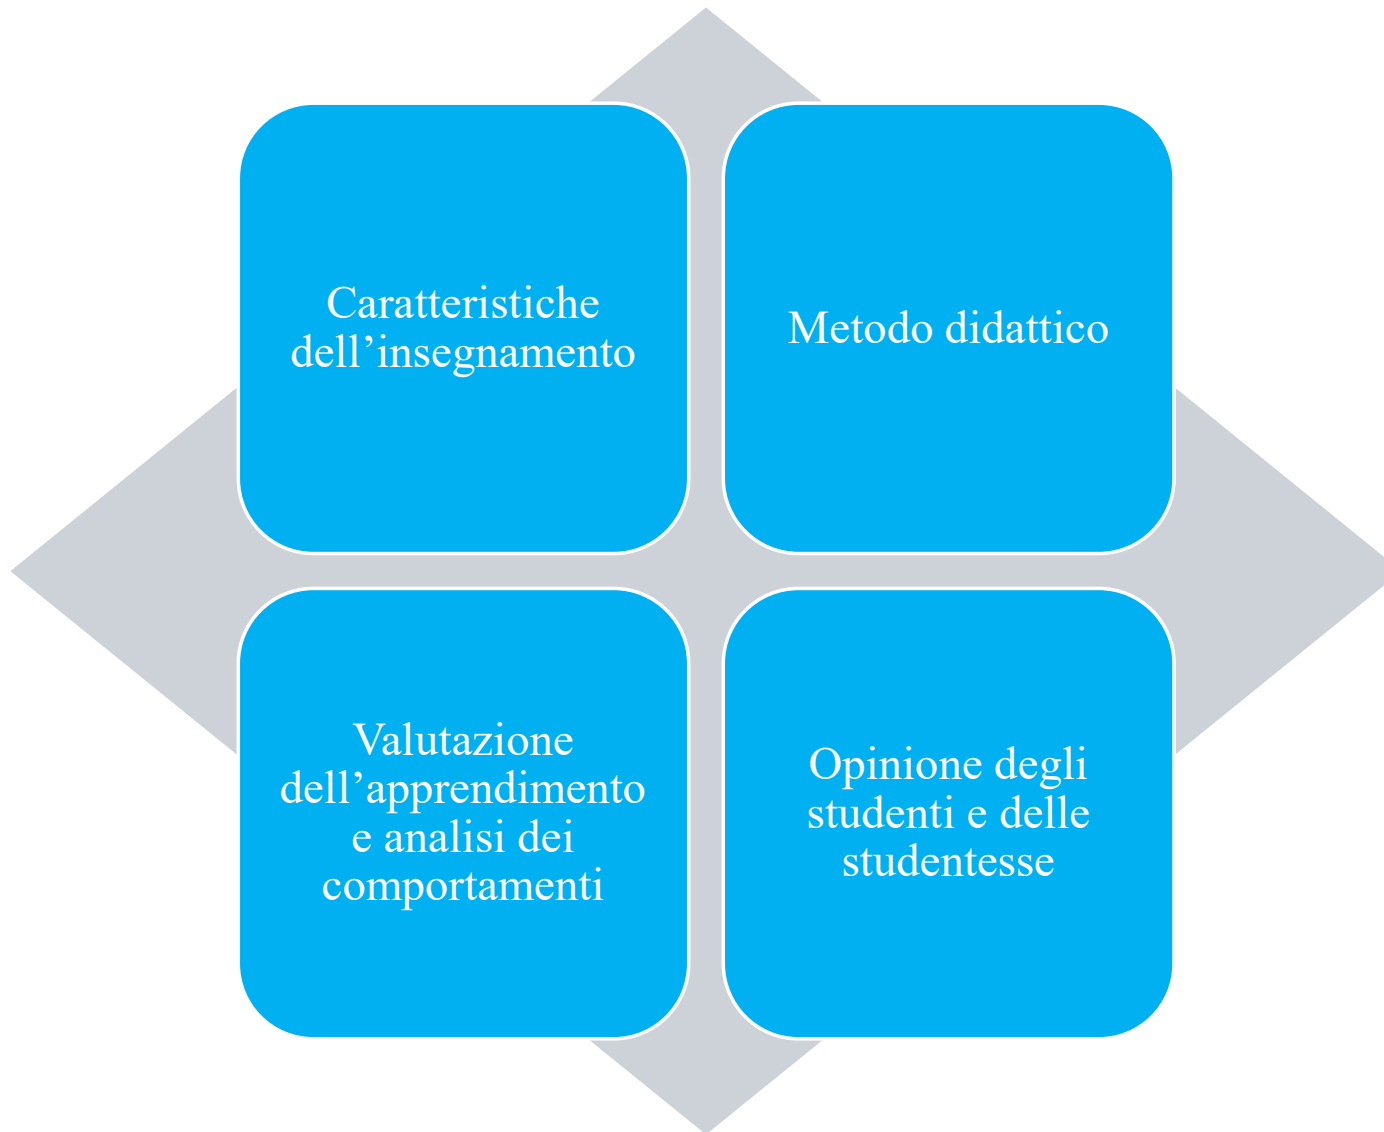 Caratteristiche
dell’insegnamento
Metodo didattico
Valutazione
dell’apprendimento
e analisi dei
comportamenti
Opinione degli
studenti e delle
studentesse